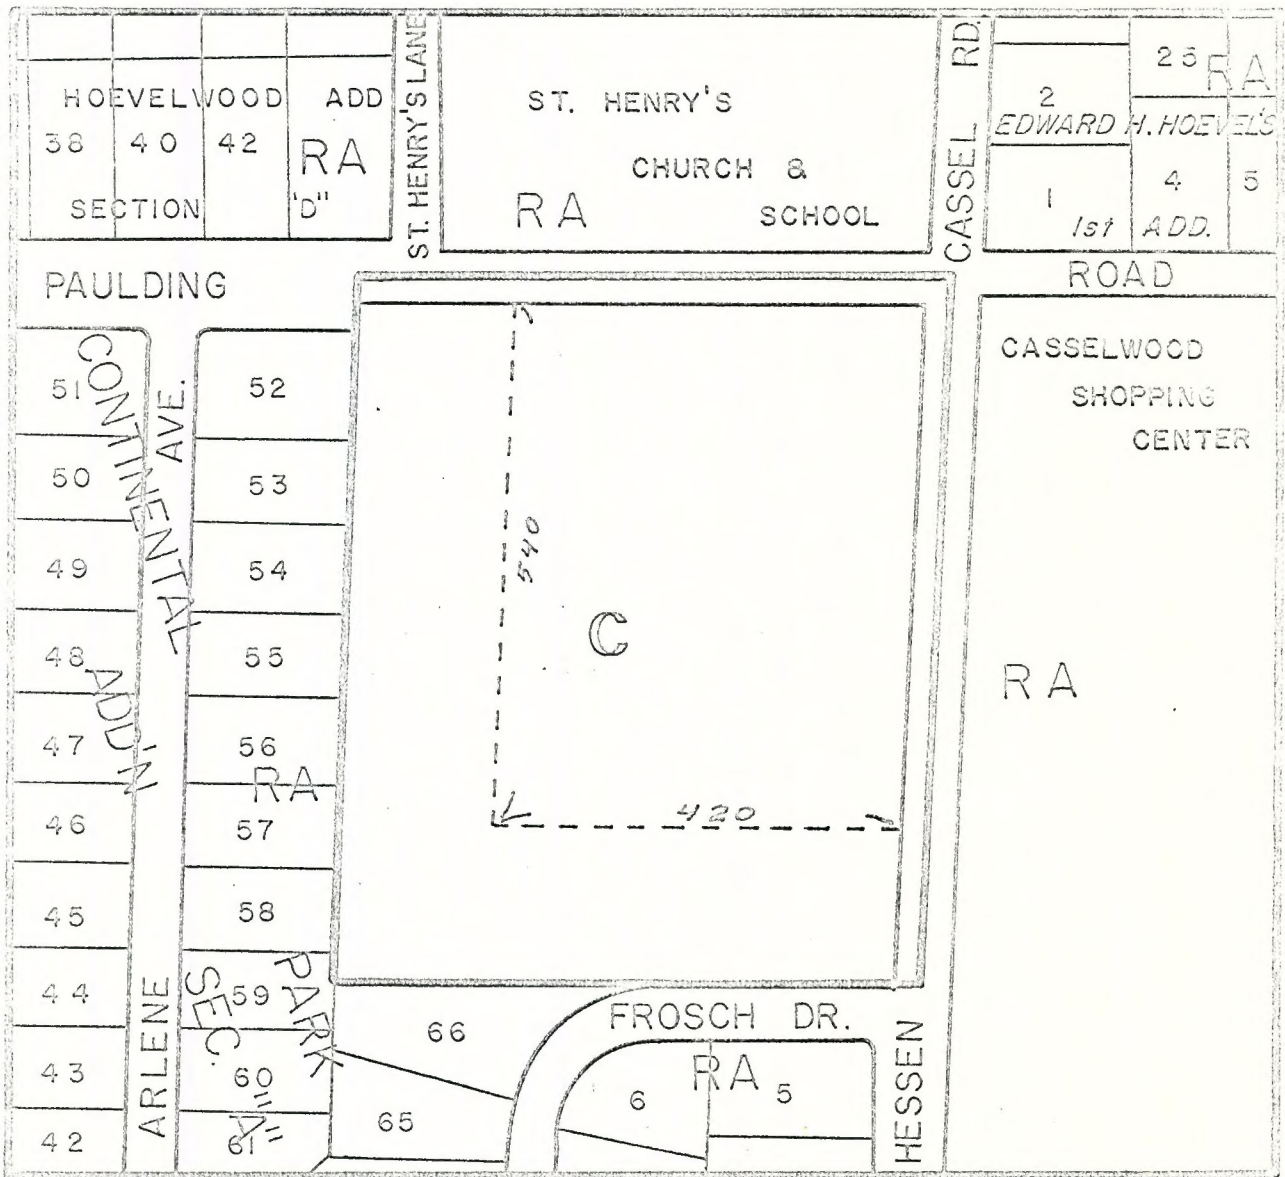 HOEVELWOOD ADD
38 40 42 RA
SECTION "D"
ST. HENRY'S LANE
ST. HENRY'S
CHURCH &
RA SCHOOL
CASSEL RD.
25 RA
2
EDWARD H. HOEVEL'S
1 4 5
1st ADD.
PAULDING
ROAD
CONTINENTAL
ADD'N
PARK
SEC. "A"
ARLENE AVE.
51
50
49
48
47
46
45
44
43
42
52
53
54
55
56
RA
57
58
59
60
61
540
C
420
CASSELWOOD
SHOPPING
CENTER
RA
66
65
FROSCH DR.
RA
6 5
HESSEN